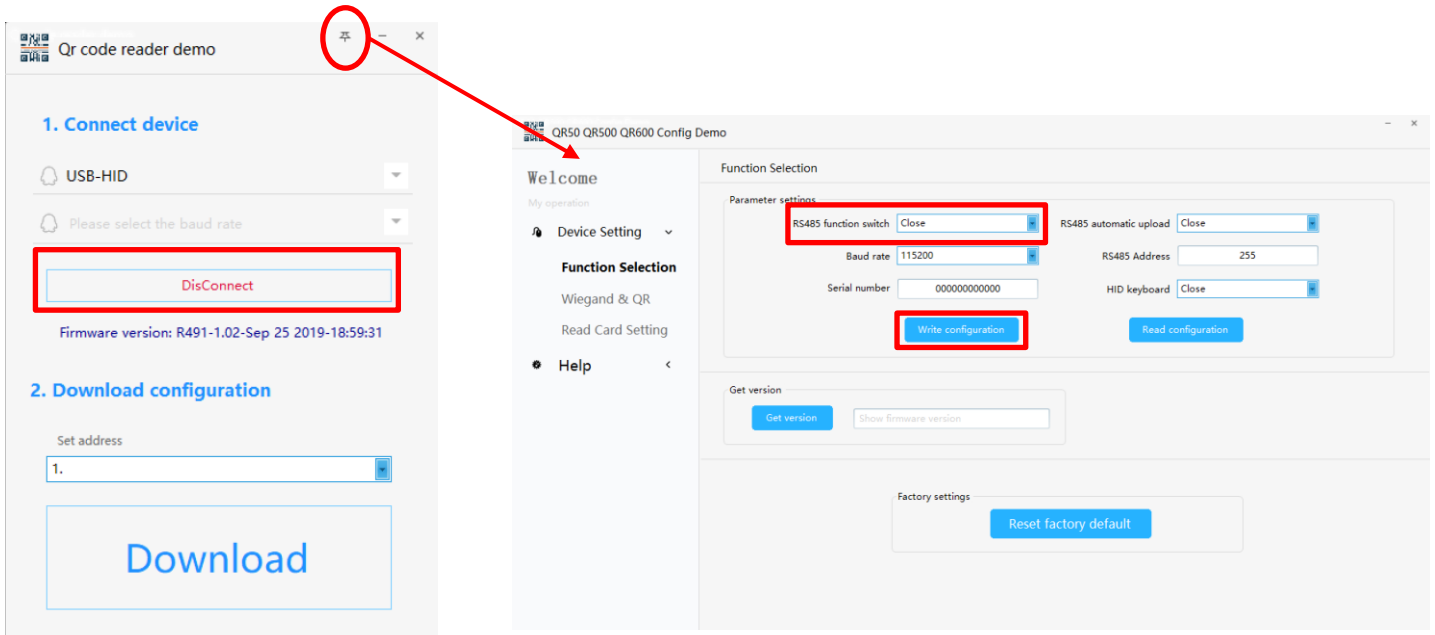 Qr code reader demo
1. Connect device
USB-HID
Please select the baud rate
DisConnect
Firmware version: R491-1.02-Sep 25 2019-18:59:31
2. Download configuration
Set address
1.
Download
QR50 QR500 QR600 Config Demo
Welcome
My operation
Device Setting
Function Selection
Wiegand & QR
Read Card Setting
Help
Function Selection
Parameter settings
RS485 function switch Close RS485 automatic upload Close
Baud rate 115200 RS485 Address 255
Serial number 000000000000 HID keyboard Close
Write configuration Read configuration
Get version
Get version Show firmware version
Factory settings
Reset factory default